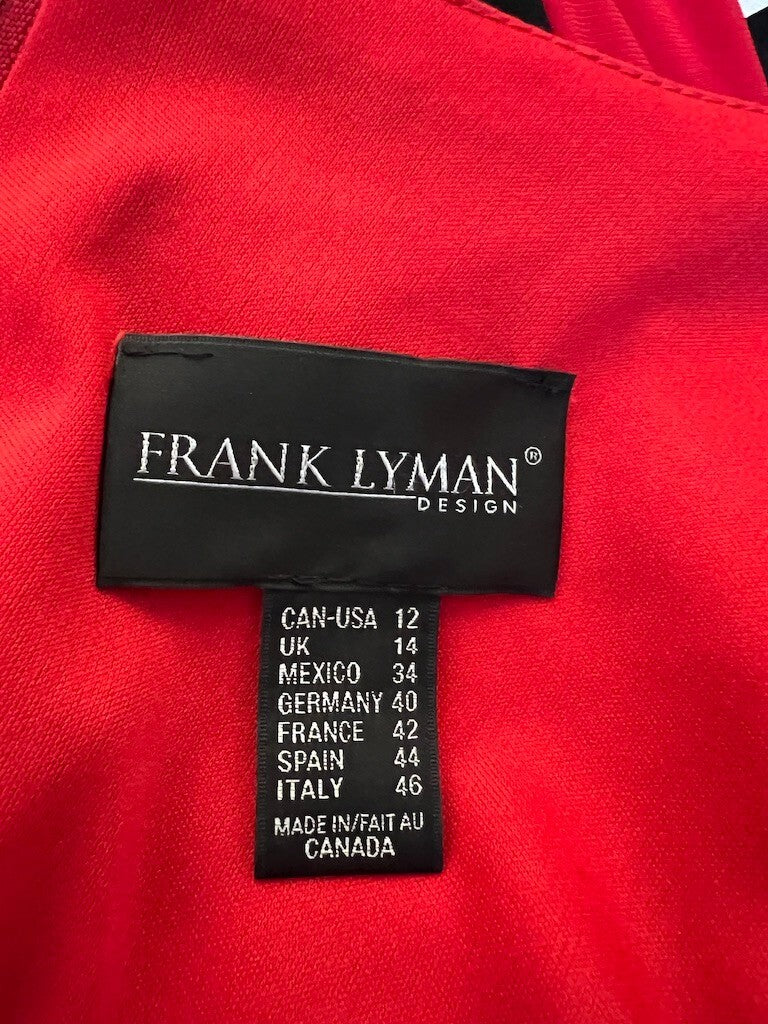 FRANK LYMAN®
DESIGN
CAN-USA 12
UK 14
MEXICO 34
GERMANY 40
FRANCE 42
SPAIN 44
ITALY 46
MADE IN/FAIT AU
CANADA